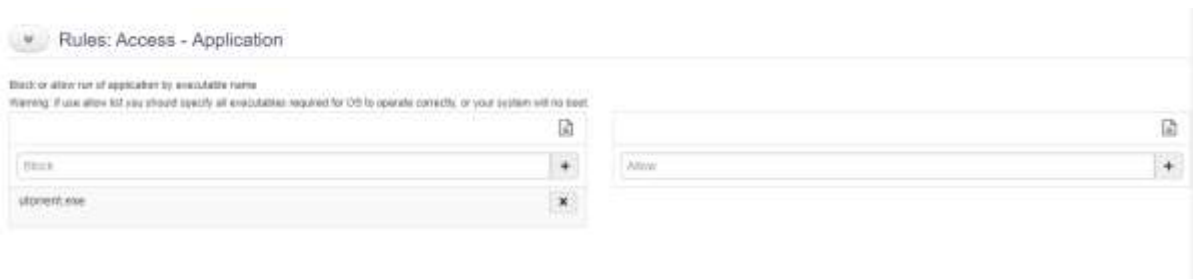 Rules: Access - Application
Block or allow run of application by executable name
Warning: if use allow list you should specify all executables required for OS to operate correctly, or your system will no boot
Block
+
Allow
+
utorrent.exe
x